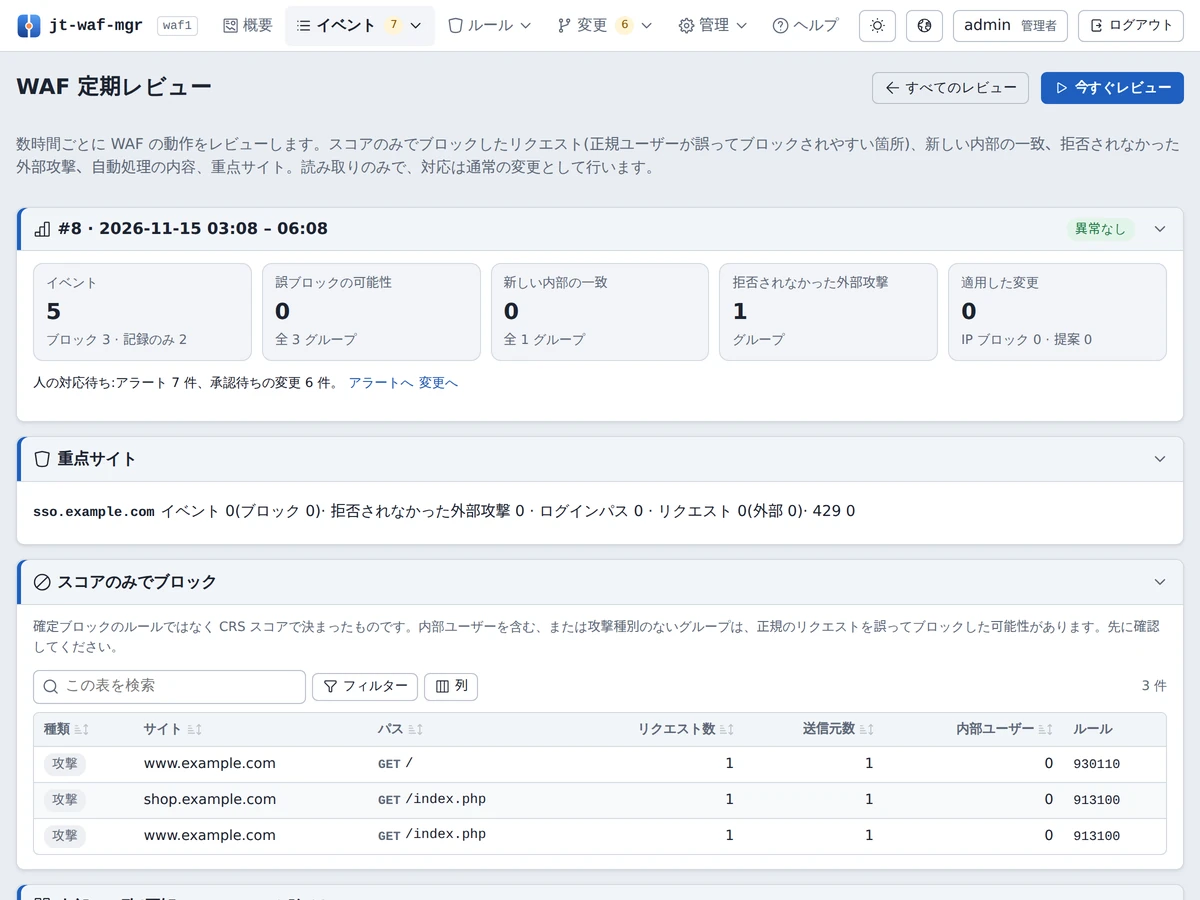 jt-waf-mgr waf1 概要 イベント 7 ルール 変更 6 管理 ヘルプ admin 管理者 ログアウト
WAF 定期レビュー
すべてのレビュー
今すぐレビュー
数時間ごとに WAF の動作をレビューします。スコアのみでブロックしたリクエスト(正規ユーザーが誤ってブロックされやすい箇所)、新しい内部の一致、拒否されなかった
外部攻撃、自動処理の内容、重点サイト。読み取りのみで、対応は通常の変更として行います。
#8 · 2026-11-15 03:08 – 06:08 異常なし
イベント
5
ブロック 3 · 記録のみ 2
誤ブロックの可能性
0
全 3 グループ
新しい内部の一致
0
全 1 グループ
拒否されなかった外部攻撃
1
グループ
適用した変更
0
IP ブロック 0 · 提案 0
人の対応待ち:アラート 7 件、承認待ちの変更 6 件。 アラートへ 変更へ
重点サイト
sso.example.com イベント 0(ブロック 0)· 拒否されなかった外部攻撃 0 · ログインパス 0 · リクエスト 0(外部 0)· 429 0
スコアのみでブロック
確定ブロックのルールではなく CRS スコアで決まったものです。内部ユーザーを含む、または攻撃種別のないグループは、正規のリクエストを誤ってブロックした可能性があります。先に確認
してください。
この表を検索 フィルター 列 3 件
種類 サイト パス リクエスト数 送信元数 内部ユーザー ルール
攻撃 www.example.com GET / 1 1 0 930110
攻撃 shop.example.com GET /index.php 1 1 0 913100
攻撃 www.example.com GET /index.php 1 1 0 913100